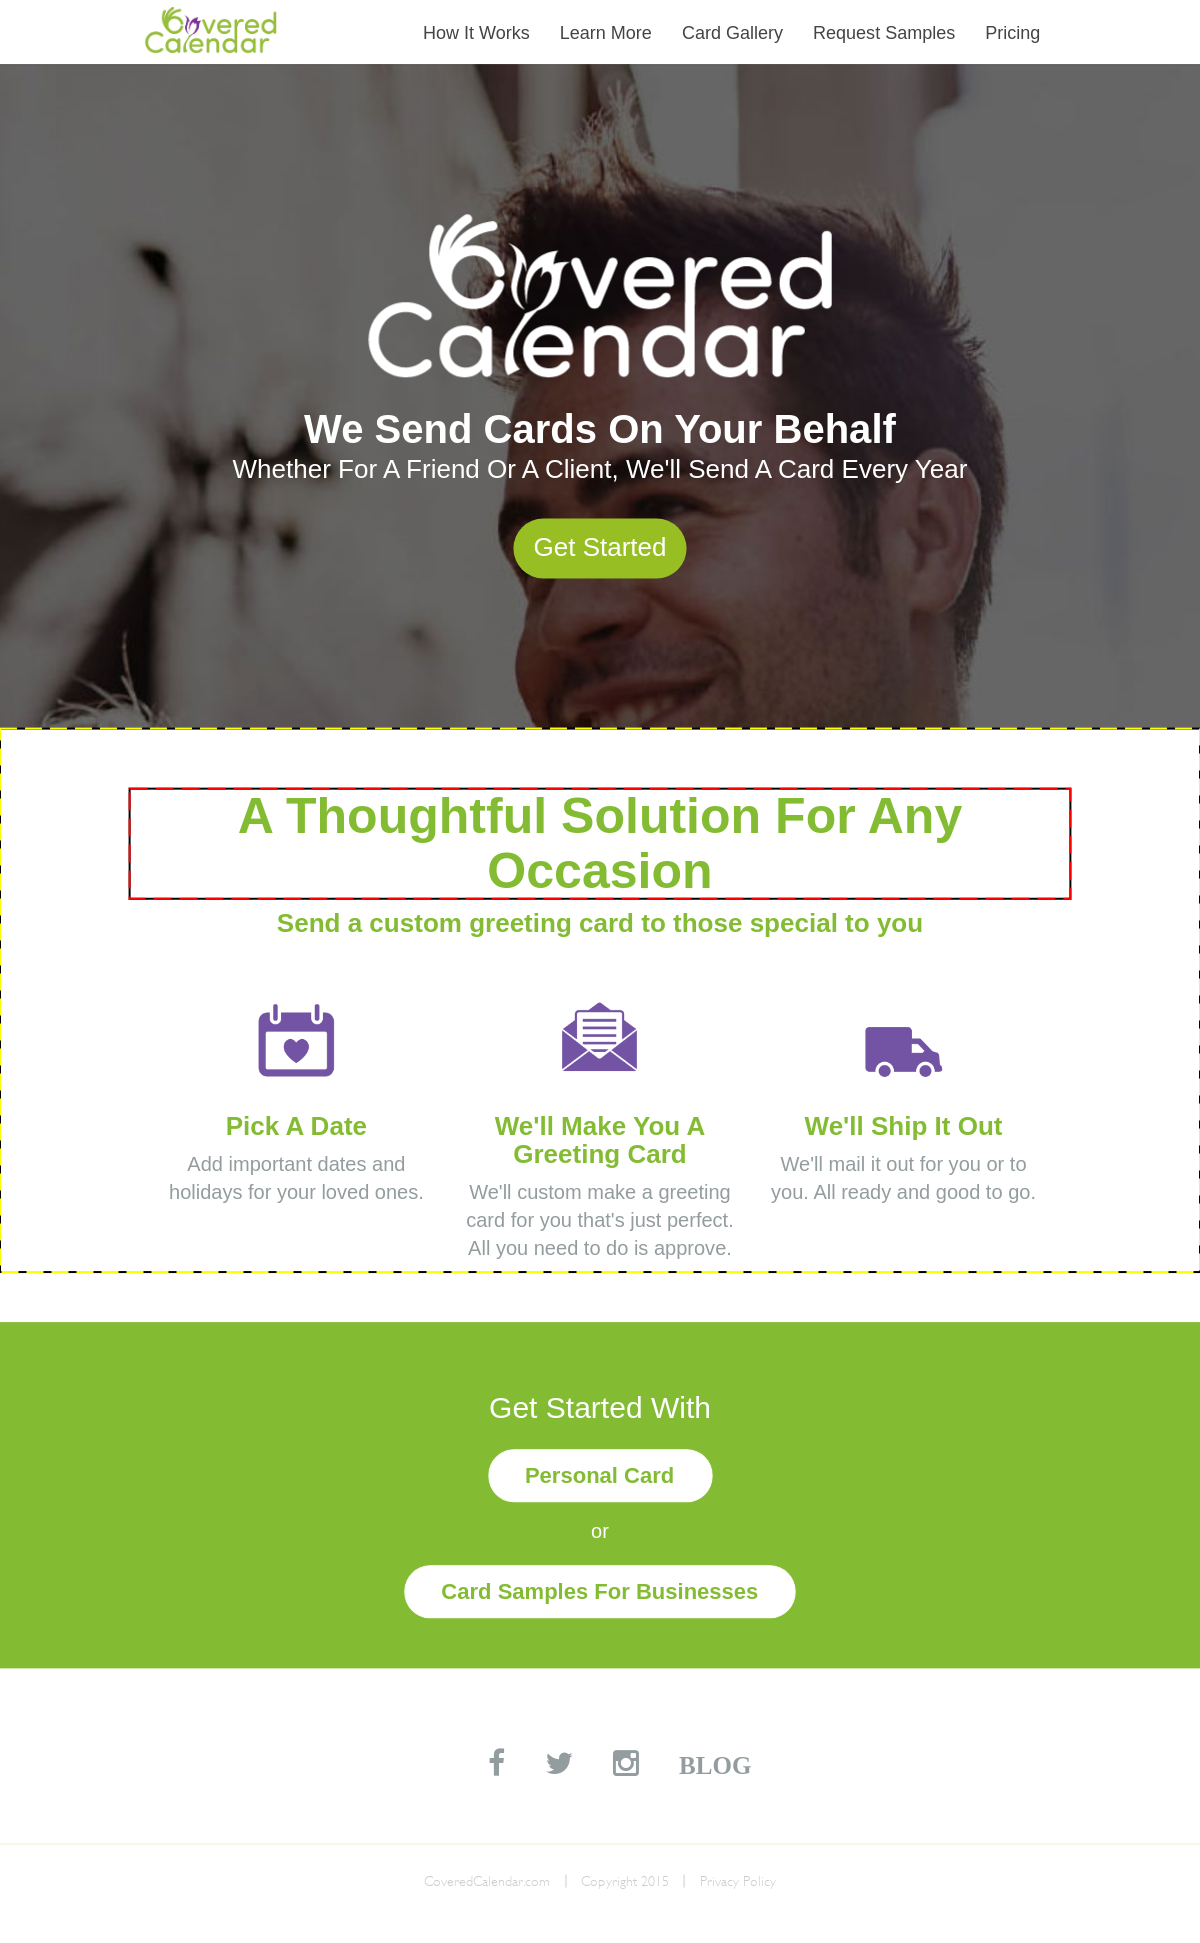 Covered
Calendar
How It Works
Learn More
Card Gallery
Request Samples
Pricing
Covered
Calendar
We Send Cards On Your Behalf
Whether For A Friend Or A Client, We'll Send A Card Every Year
Get Started
A Thoughtful Solution For Any
Occasion
Send a custom greeting card to those special to you
Pick A Date
Add important dates and
holidays for your loved ones.
We'll Make You A
Greeting Card
We'll custom make a greeting
card for you that's just perfect.
All you need to do is approve.
We'll Ship It Out
We'll mail it out for you or to
you. All ready and good to go.
Get Started With
Personal Card
or
Card Samples For Businesses
BLOG
CoveredCalendar.com | Copyright 2015 | Privacy Policy